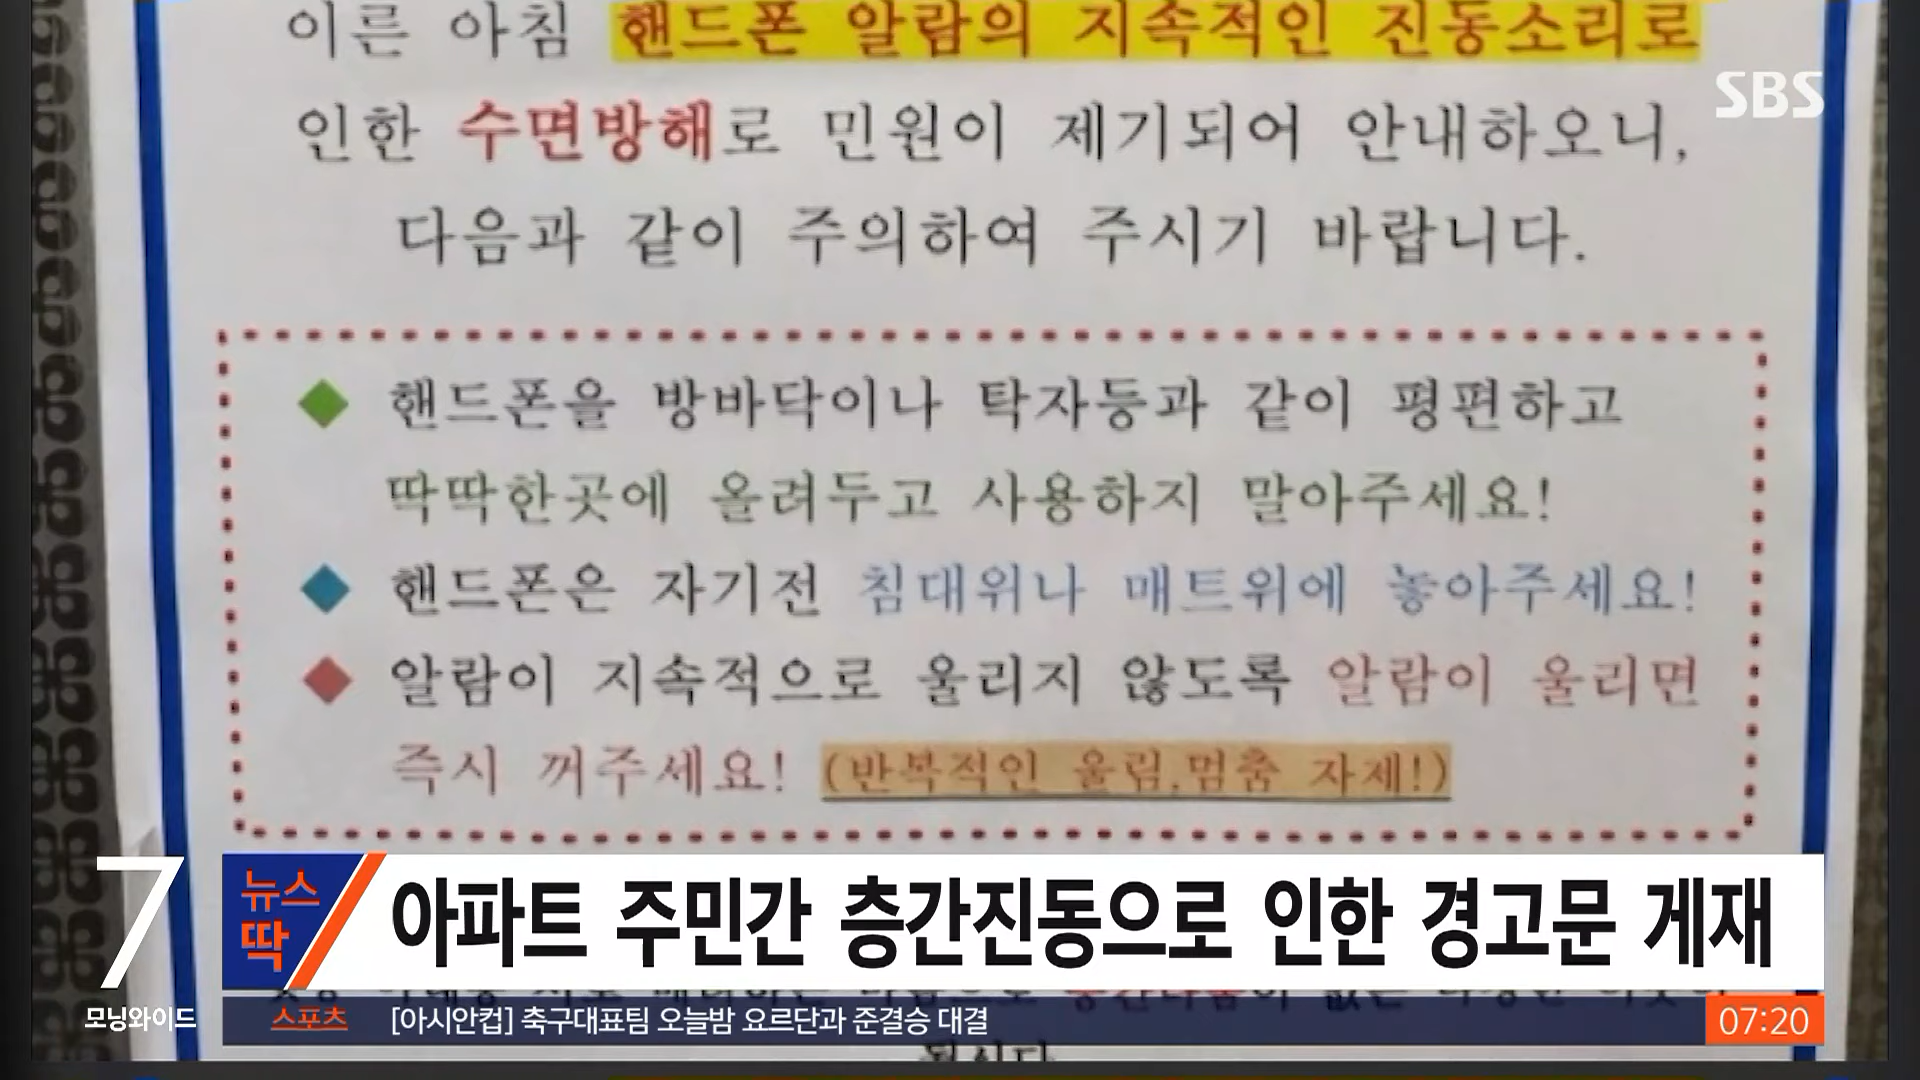 이른 아침 핸드폰 알람의 지속적인 진동소리로
SBS
인한 수면방해로 민원이 제기되어 안내하오니,
다음과 같이 주의하여 주시기 바랍니다.
핸드폰을 방바닥이나 탁자등과 같이 평편하고
딱딱한곳에 올려두고 사용하지 말아주세요!
핸드폰은 자기전 침대위나 매트위에 놓아주세요!
알람이 지속적으로 울리지 않도록 알람이 울리면
즉시 꺼주세요! (반복적인 울림,멈춤 자제!)
7
모닝와이드
뉴스
딱
아파트 주민간 층간진동으로 인한 경고문 게재
스포츠
[아시안컵] 축구대표팀 오늘밤 요르단과 준결승 대결
07:20